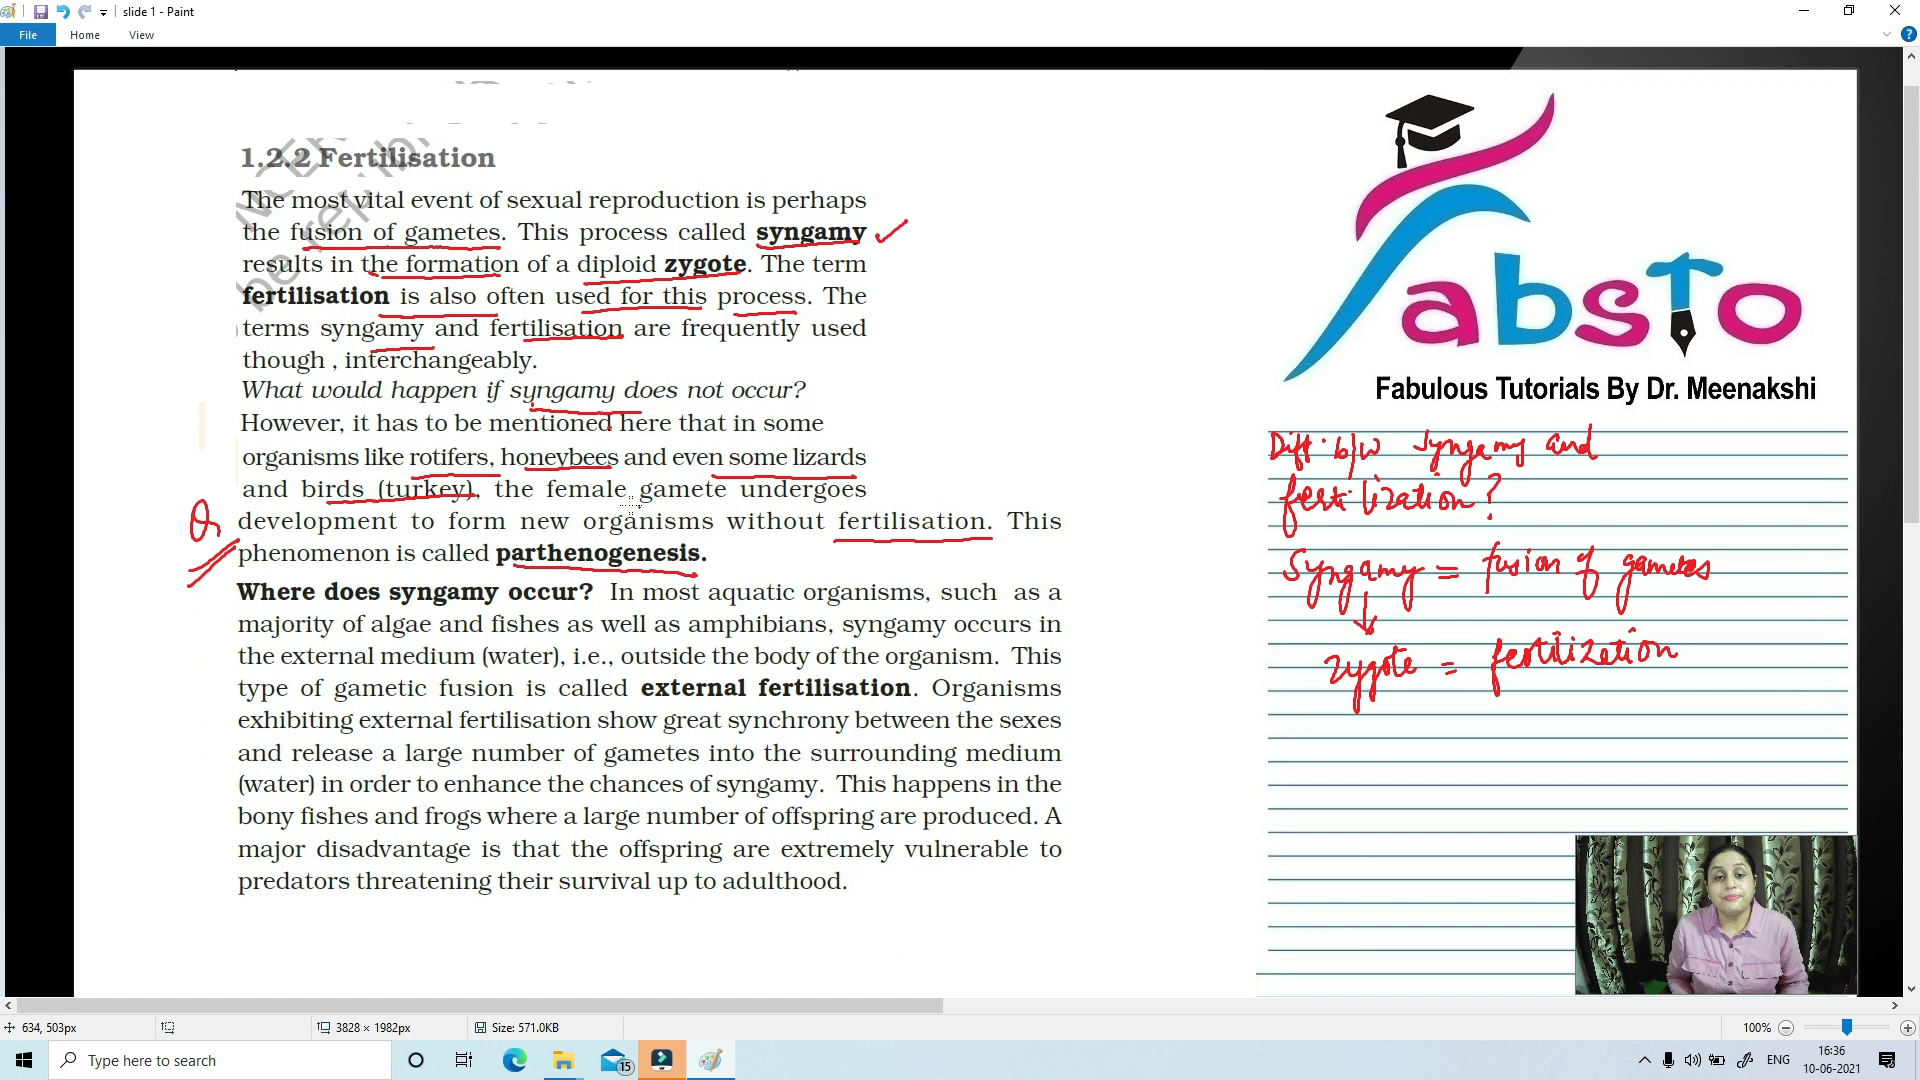 slide 1 - Paint
File Home View
1.2.2 Fertilisation
The most vital event of sexual reproduction is perhaps
the fusion of gametes. This process called syngamy
results in the formation of a diploid zygote. The term
fertilisation is also often used for this process. The
terms syngamy and fertilisation are frequently used
though , interchangeably.
What would happen if syngamy does not occur?
However, it has to be mentioned here that in some
organisms like rotifers, honeybees and even some lizards
and birds (turkey), the female gamete undergoes
Q development to form new organisms without fertilisation. This
phenomenon is called parthenogenesis.
Where does syngamy occur? In most aquatic organisms, such as a
majority of algae and fishes as well as amphibians, syngamy occurs in
the external medium (water), i.e., outside the body of the organism. This
type of gametic fusion is called external fertilisation. Organisms
exhibiting external fertilisation show great synchrony between the sexes
and release a large number of gametes into the surrounding medium
(water) in order to enhance the chances of syngamy. This happens in the
bony fishes and frogs where a large number of offspring are produced. A
major disadvantage is that the offspring are extremely vulnerable to
predators threatening their survival up to adulthood.
Fabsto
Fabulous Tutorials By Dr. Meenakshi
Diff. b/w Syngamy and
fertilization?
Syngamy = fusion of gametes
zygote = fertilization
634, 503px
3828 × 1982px
Size: 571.0KB
100%
Type here to search
15
ENG
16:36
10-06-2021